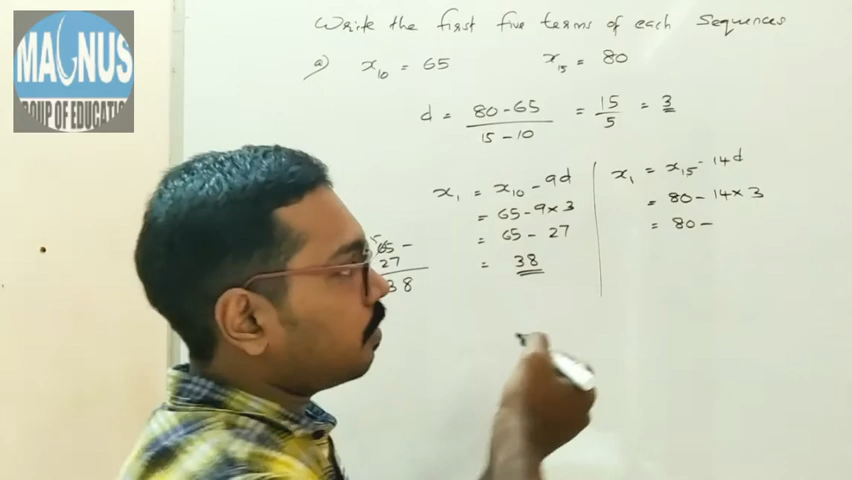 MAGNUS
GROUP OF EDUCATION
Write the first five terms of each Sequences
a) x₁₀ = 65 x₁₅ = 80
d = 80 - 65 / 15 - 10 = 15 / 5 = 3
x₁ = x₁₀ - 9d
= 65 - 9 × 3
= 65 - 27
= 38
65 -
27
38
x₁ = x₁₅ - 14d
= 80 - 14 × 3
= 80 -